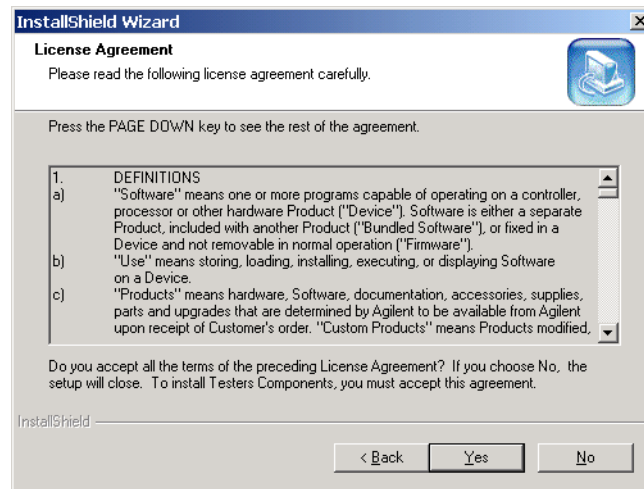 InstallShield Wizard
License Agreement
Please read the following license agreement carefully.
Press the PAGE DOWN key to see the rest of the agreement.
1. DEFINITIONS
a) "Software" means one or more programs capable of operating on a controller,
processor or other hardware Product ("Device"). Software is either a separate
Product, included with another Product ("Bundled Software"), or fixed in a
Device and not removable in normal operation ("Firmware").
b) "Use" means storing, loading, installing, executing, or displaying Software
on a Device.
c) "Products" means hardware, Software, documentation, accessories, supplies,
parts and upgrades that are determined by Agilent to be available from Agilent
upon receipt of Customer's order. "Custom Products" means Products modified,
Do you accept all the terms of the preceding License Agreement? If you choose No, the
setup will close. To install Testers Components, you must accept this agreement.
InstallShield
< Back Yes No